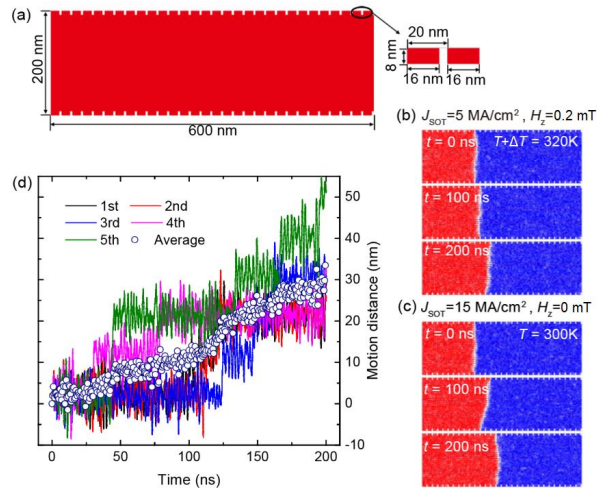 (a)
200 nm
600 nm
20 nm
8 nm
16 nm 16 nm
(b) J_SOT=5 MA/cm², H_z=0.2 mT
t = 0 ns T+ΔT = 320K
t = 100 ns
t = 200 ns
(c) J_SOT=15 MA/cm², H_z=0 mT
t = 0 ns T = 300K
t = 100 ns
t = 200 ns
(d)
1st 2nd
3rd 4th
5th Average
50
40
30
20
10
0
-10
Motion distance (nm)
0 50 100 150 200
Time (ns)